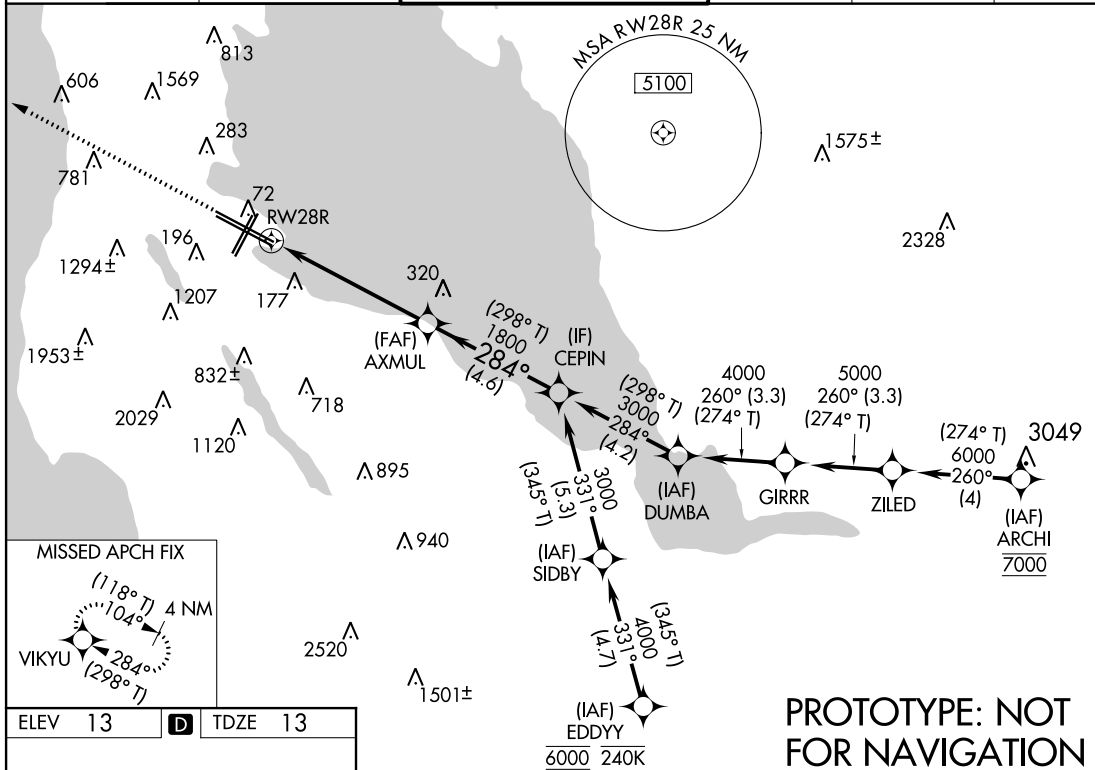 MSA RW28R 25 NM
5100
813
606
1569
283
1575±
781
72
RW28R
2328
196
1294±
320
177
1207
(298° T)
1800
284°
(4.6)
(IF)
CEPIN
(FAF)
AXMUL
1953±
832±
718
2029
1120
(298° T)
3000
284°
(4.2)
4000
260° (3.3)
(274° T)
5000
260° (3.3)
(274° T)
(274° T)
6000
260°
(4)
3049
895
3000
331°
(5.3)
(345° T)
(IAF)
DUMBA
GIRRR
ZILED
(IAF)
ARCHI
7000
940
(IAF)
SIDBY
MISSED APCH FIX
(118° T)
104°
4 NM
VIKYU
284°
(298° T)
2520
1501±
(345° T)
4000
331°
(4.7)
(IAF)
EDDYY
6000 240K
ELEV 13 D TDZE 13
PROTOTYPE: NOT
FOR NAVIGATION